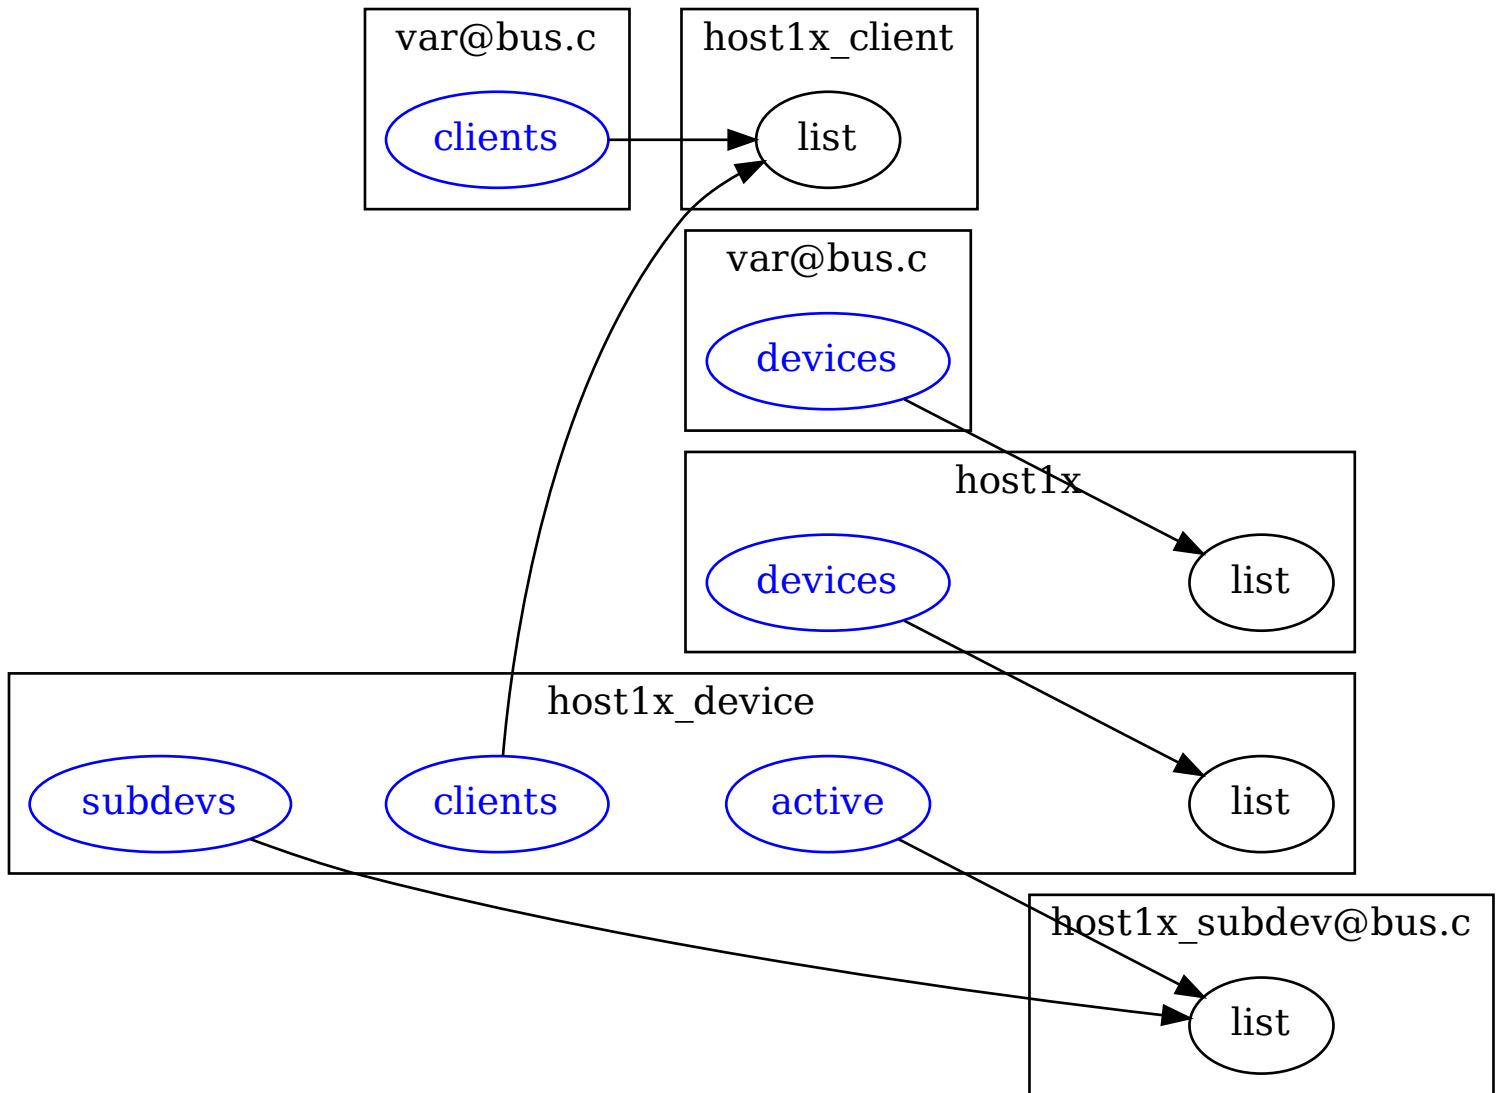 var@bus.c
clients
host1x_client
list
var@bus.c
devices
host1x
devices
list
host1x_device
subdevs
clients
active
list
host1x_subdev@bus.c
list